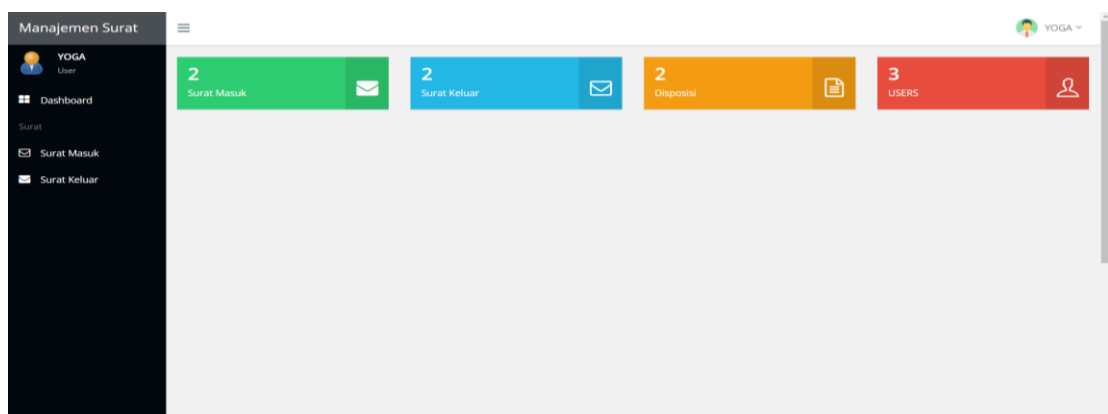 Manajemen Surat
YOGA
YOGA
User
Dashboard
Surat
Surat Masuk
Surat Keluar
2
Surat Masuk
2
Surat Keluar
2
Disposisi
3
USERS